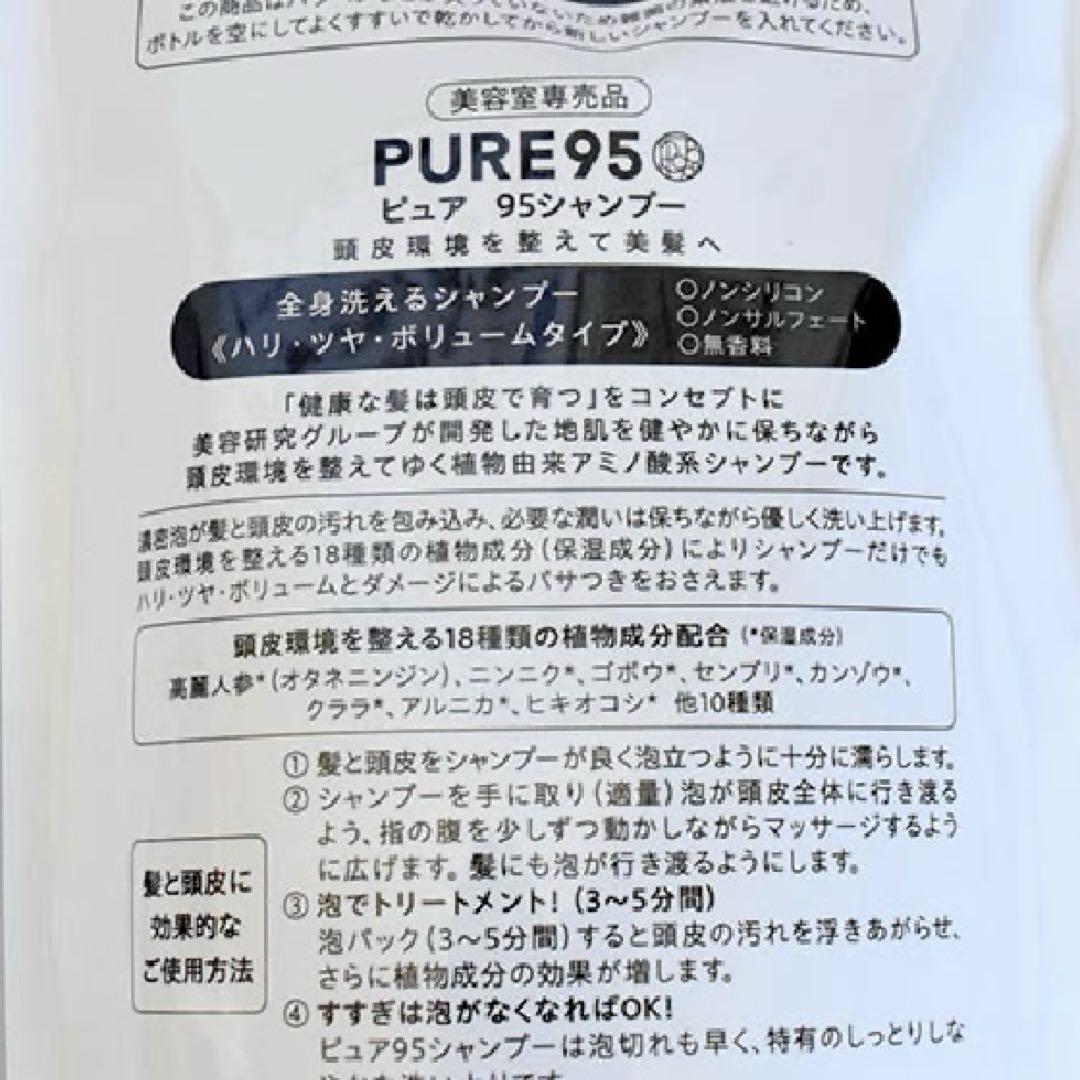 この商品は
ボトルを空にしてよくすすいで乾かしてから新しいシャンプーを入れてください。
美容室専売品
PURE95
ピュア 95シャンプー
頭皮環境を整えて美髪へ
全身洗えるシャンプー
《ハリ・ツヤ・ボリュームタイプ》
○ノンシリコン
○ノンサルフェート
○無香料
「健康な髪は頭皮で育つ」をコンセプトに
美容研究グループが開発した地肌を健やかに保ちながら
頭皮環境を整えてゆく植物由来アミノ酸系シャンプーです。
濃密泡が髪と頭皮の汚れを包み込み、必要な潤いは保ちながら優しく洗い上げます。
頭皮環境を整える18種類の植物成分(保湿成分)によりシャンプーだけでも
ハリ・ツヤ・ボリュームとダメージによるパサつきをおさえます。
頭皮環境を整える18種類の植物成分配合 (*保湿成分)
高麗人参*(オタネニンジン)、ニンニク*、ゴボウ*、センブリ*、カンゾウ*、
クララ*、アルニカ*、ヒキオコシ* 他10種類
髪と頭皮に
効果的な
ご使用方法
① 髪と頭皮をシャンプーが良く泡立つように十分に濡らします。
② シャンプーを手に取り(適量)泡が頭皮全体に行き渡る
よう、指の腹を少しずつ動かしながらマッサージするよう
に広げます。髪にも泡が行き渡るようにします。
③ 泡でトリートメント! (3〜5分間)
泡パック(3〜5分間)すると頭皮の汚れを浮きあがらせ、
さらに植物成分の効果が増します。
④ すすぎは泡がなくなればOK!
ピュア95シャンプーは泡切れも早く、特有のしっとりしな